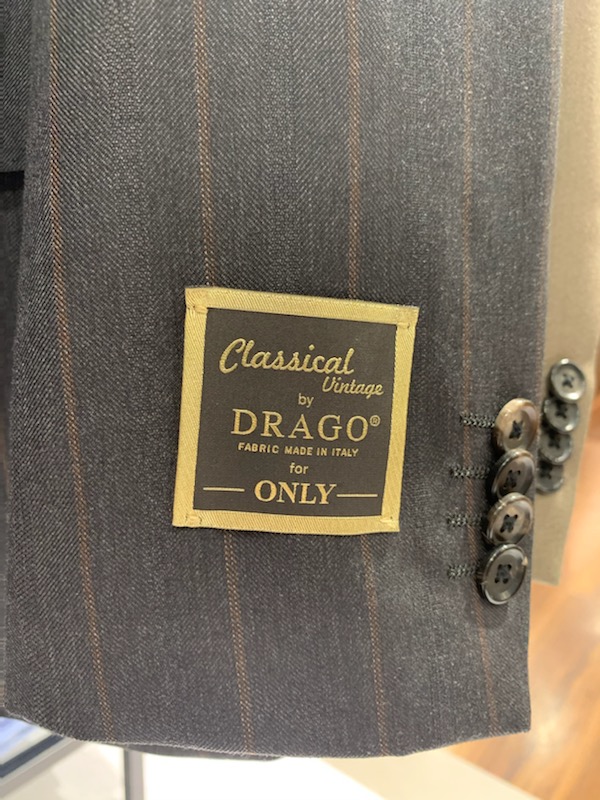 Classical
Vintage
by
DRAGO®
FABRIC MADE IN ITALY
for
ONLY